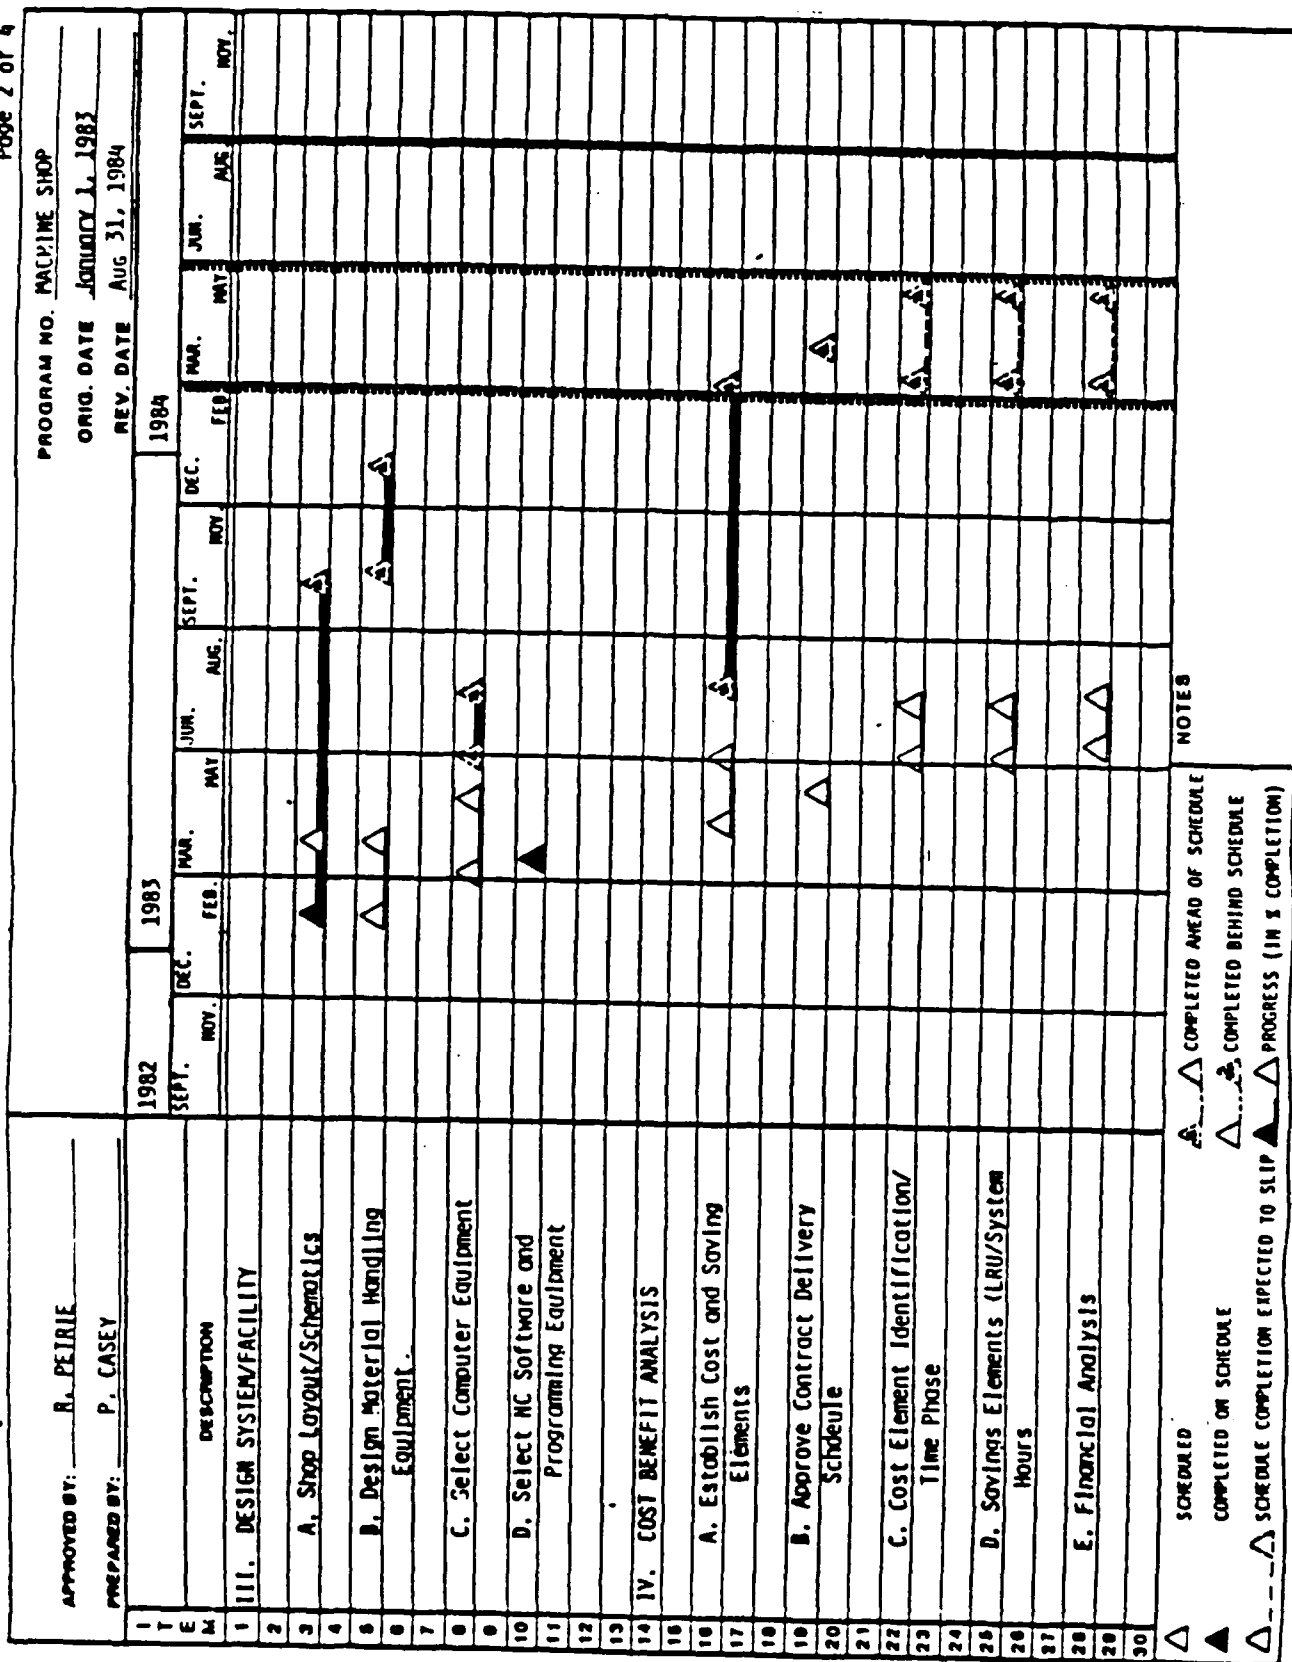 Page 2 of 4
APPROVED BY: R. PETRIE
PREPARED BY: P. CASEY
PROGRAM NO. MACHINE SHOP
ORIG. DATE January 1, 1983
REV. DATE AUG 31, 1984
ITEM DESCRIPTION
1982 1983 1984
SEPT. NOV. DEC. FEB. MAR. MAY JUN. AUG. SEPT. NOV. DEC. FEB MAR. MAY JUN. AUG SEPT. NOV.
1 III. DESIGN SYSTEM/FACILITY
2
3 A. Shop Layout/Schematics
4
5 B. Design Material Handling
6 Equipment.
7
8 C. Select Computer Equipment
9
10 D. Select NC Software and
11 Programming Equipment
12
13
14 IV. COST BENEFIT ANALYSIS
15
16 A. Establish Cost and Saving
17 Elements
18
19 B. Approve Contract Delivery
20 Schdeule
21
22 C. Cost Element Identification/
23 Time Phase
24
25 D. Savings Elements (LRU/System
26 Hours
27
28 E. Financial Analysis
29
30
SCHEDULED
COMPLETED ON SCHEDULE
SCHEDULE COMPLETION EXPECTED TO SLIP
COMPLETED AHEAD OF SCHEDULE
COMPLETED BEHIND SCHEDULE
PROGRESS (IN % COMPLETION)
NOTES